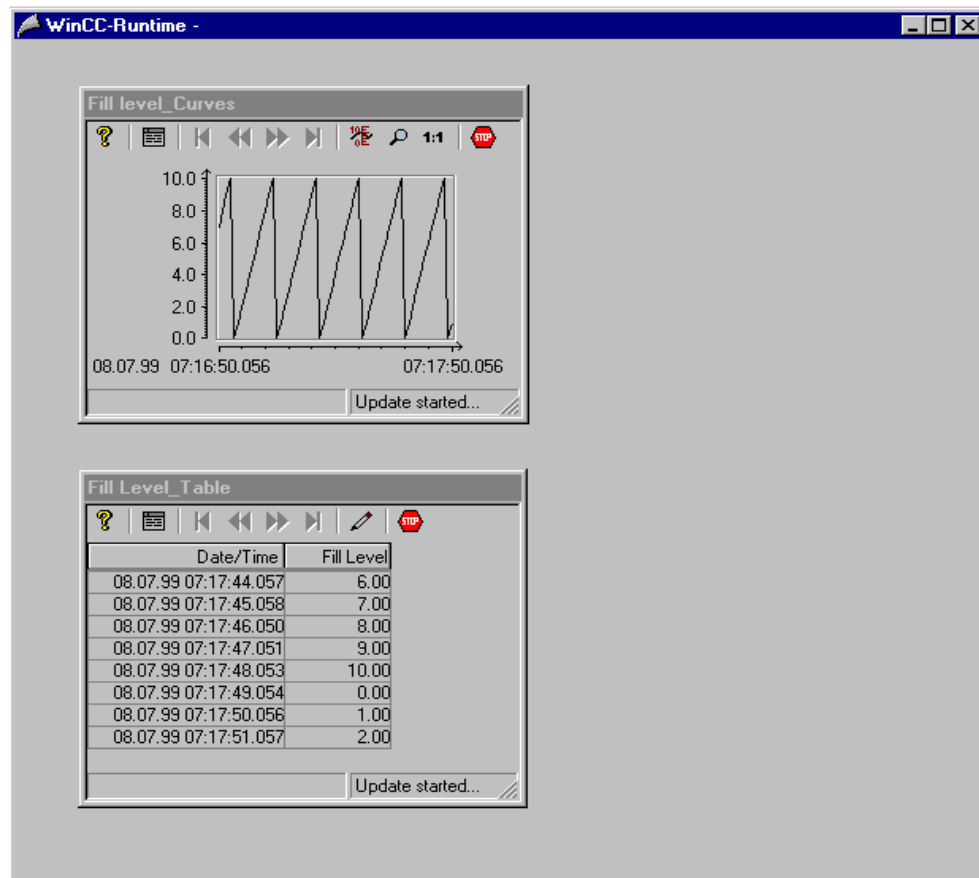 WinCC-Runtime -
Fill level_Curves
1:1
STOP
10.0
8.0
6.0
4.0
2.0
0.0
08.07.99 07:16:50.056 07:17:50.056
Update started...
Fill Level_Table
STOP
Date/Time Fill Level
08.07.99 07:17:44.057 6.00
08.07.99 07:17:45.058 7.00
08.07.99 07:17:46.050 8.00
08.07.99 07:17:47.051 9.00
08.07.99 07:17:48.053 10.00
08.07.99 07:17:49.054 0.00
08.07.99 07:17:50.056 1.00
08.07.99 07:17:51.057 2.00
Update started...